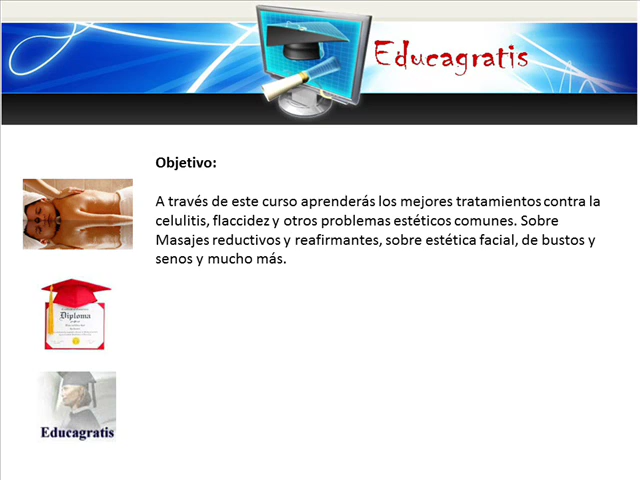 Educagratis
Objetivo:
A través de este curso aprenderás los mejores tratamientos contra la
celulitis, flaccidez y otros problemas estéticos comunes. Sobre
Masajes reductivos y reafirmantes, sobre estética facial, de bustos y
senos y mucho más.
Diploma
Educagratis